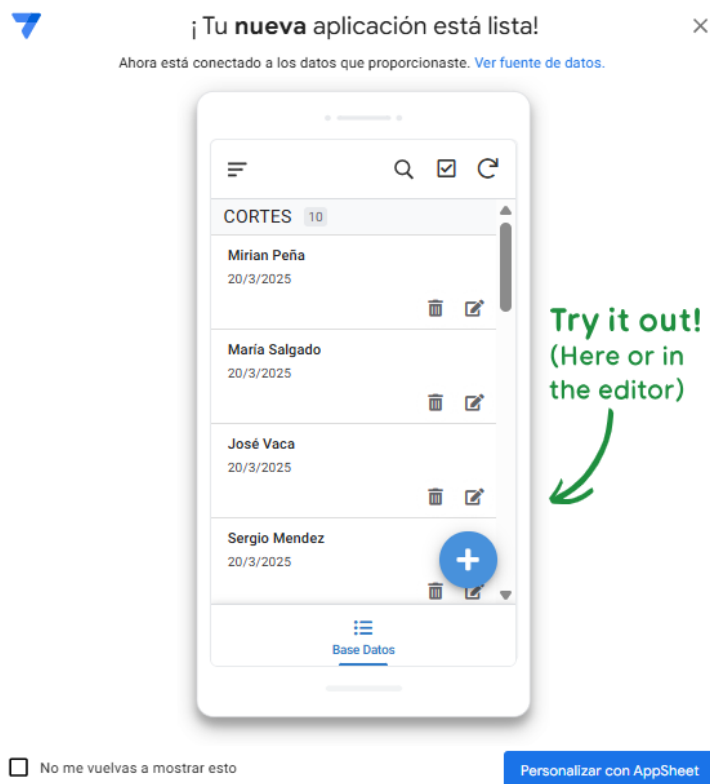 ¡ Tu nueva aplicación está lista!
Ahora está conectado a los datos que proporcionaste. Ver fuente de datos.
CORTES 10
Mirian Peña
20/3/2025
María Salgado
20/3/2025
José Vaca
20/3/2025
Sergio Mendez
20/3/2025
Base Datos
Try it out!
(Here or in
the editor)
No me vuelvas a mostrar esto
Personalizar con AppSheet